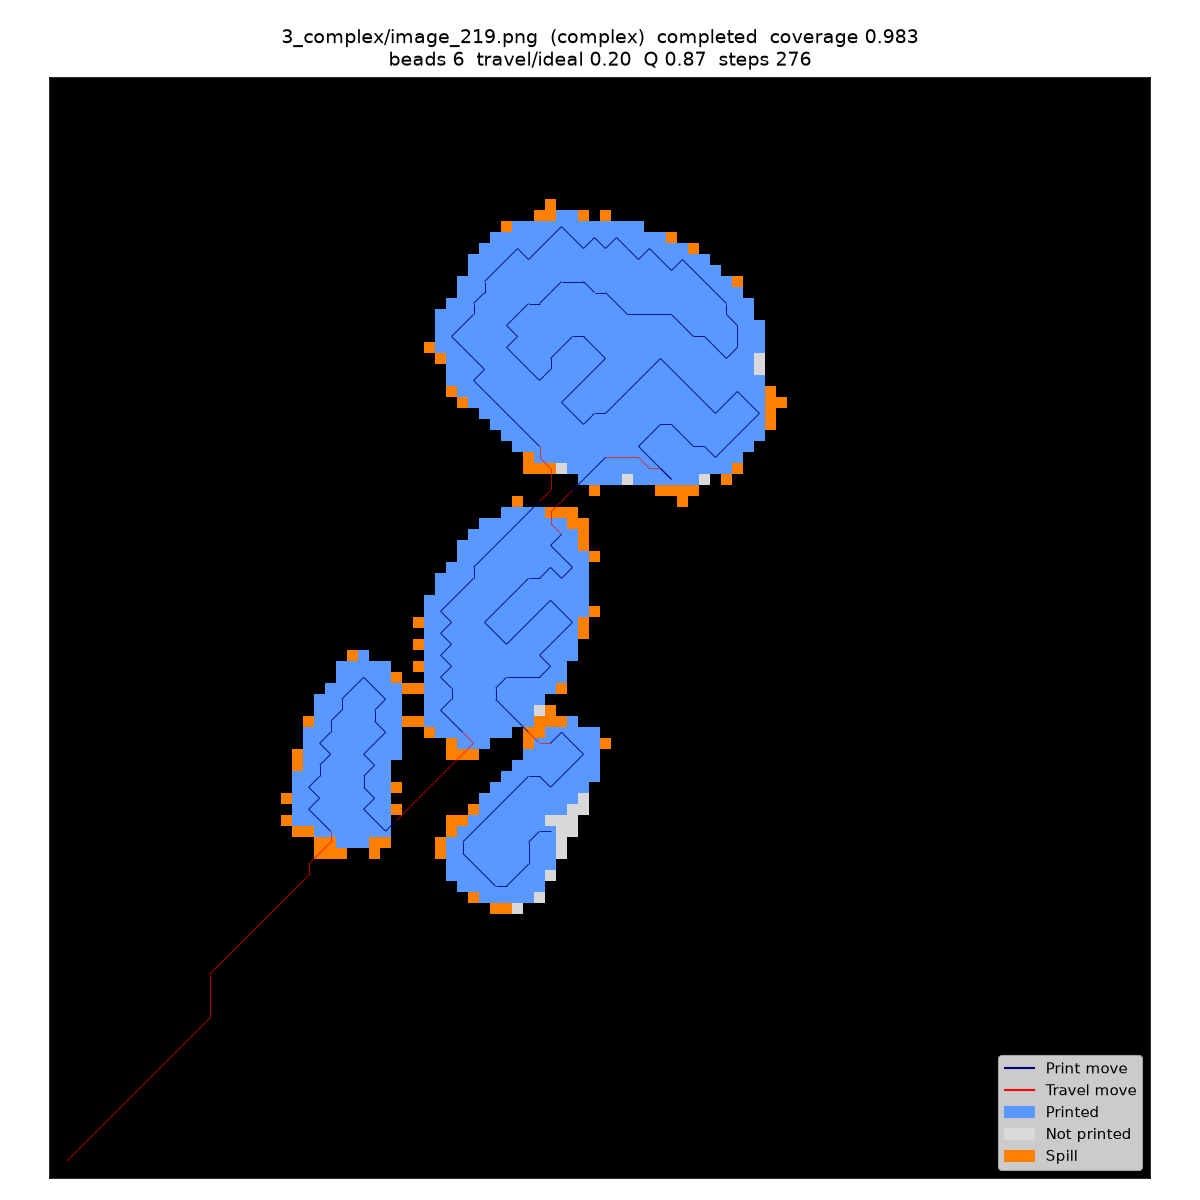 3_complex/image_219.png  (complex)  completed  coverage 0.983
beads 6  travel/ideal 0.20  Q 0.87  steps 276
Print move
Travel move
Printed
Not printed
Spill